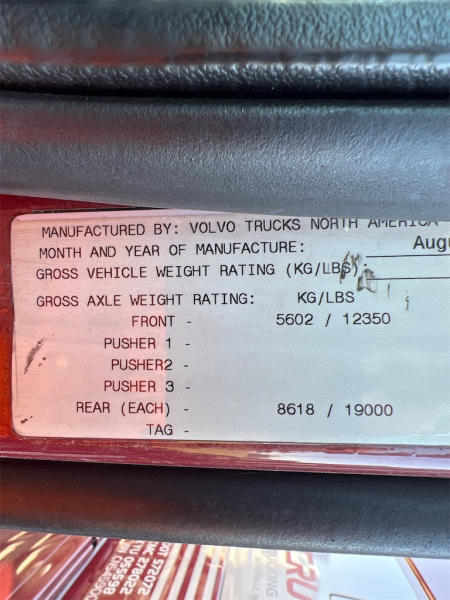 MANUFACTURED BY: VOLVO TRUCKS NORTH AMERICA
MONTH AND YEAR OF MANUFACTURE: Augu
GROSS VEHICLE WEIGHT RATING (KG/LBS):
GROSS AXLE WEIGHT RATING: KG/LBS
FRONT - 5602 / 12350
PUSHER 1 -
PUSHER2 -
PUSHER 3 -
REAR (EACH) - 8618 / 19000
TAG -